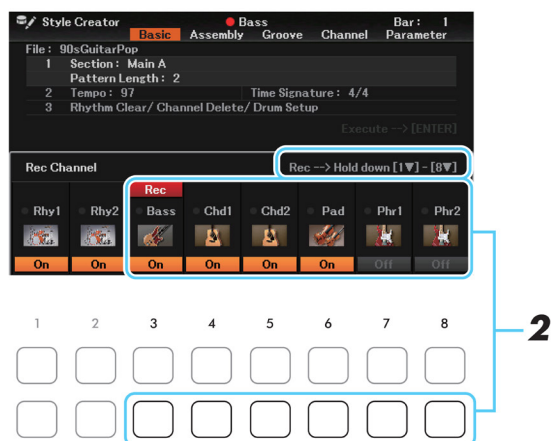 Style Creator Bass Bar : 1
Basic Assembly Groove Channel Parameter
File : 90sGuitarPop
1 Section : Main A
Pattern Length : 2
2 Tempo : 97 Time Signature : 4/4
3 Rhythm Clear/ Channel Delete/ Drum Setup
Execute --> [ENTER]
Rec Channel Rec --> Hold down [1▼] - [8▼]
Rec
Rhy1 Rhy2 Bass Chd1 Chd2 Pad Phr1 Phr2
On On On On On On Off Off
2
1 2 3 4 5 6 7 8